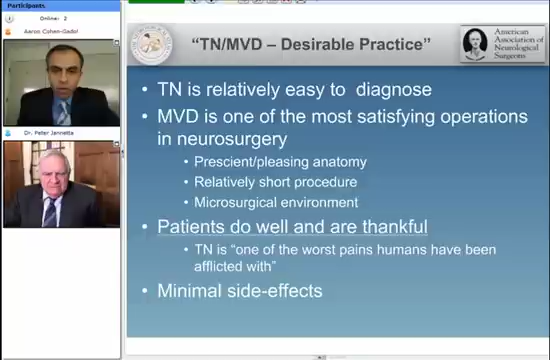 Participants
Online: 2
Aaron Cohen-Gadol
Dr. Peter Jannetta
“TN/MVD – Desirable Practice”
American
Association of
Neurological
Surgeons
• TN is relatively easy to diagnose
• MVD is one of the most satisfying operations
in neurosurgery
• Prescient/pleasing anatomy
• Relatively short procedure
• Microsurgical environment
• Patients do well and are thankful
• TN is “one of the worst pains humans have been
afflicted with”
• Minimal side-effects